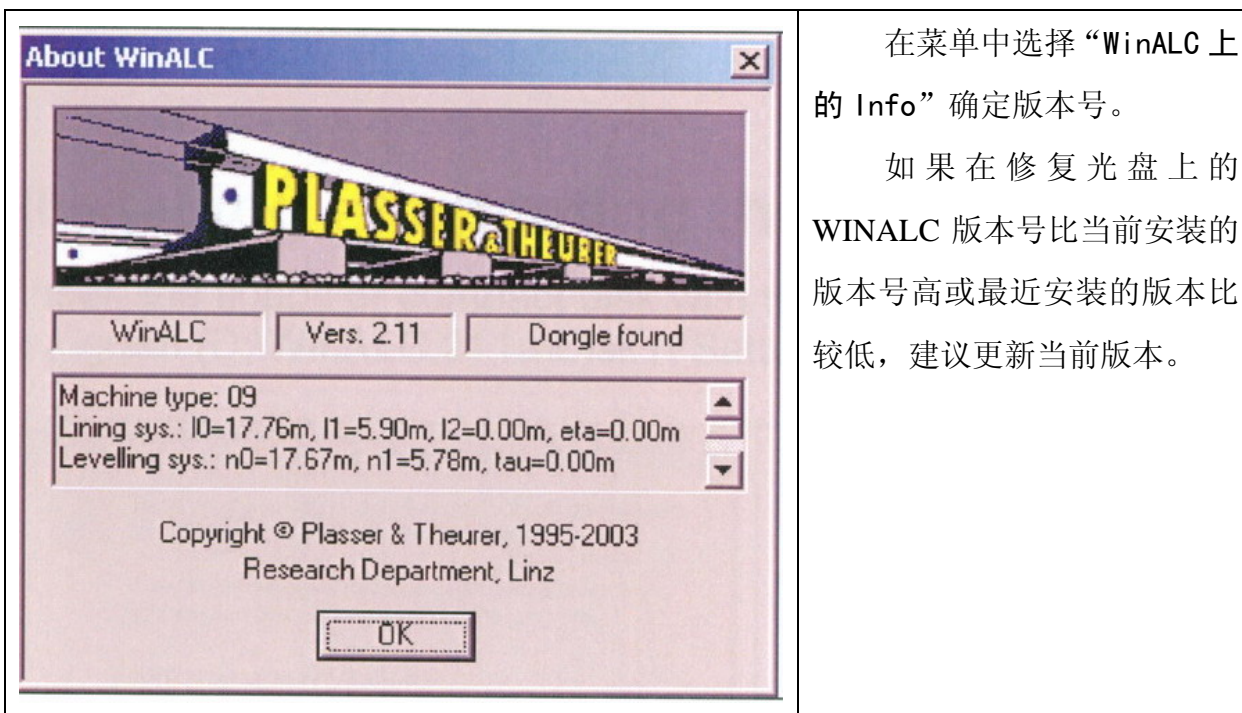 About WinALC
PLASSER & THEURER
WinALC
Vers. 2.11
Dongle found
Machine type: 09
Lining sys.: l0=17.76m, l1=5.90m, l2=0.00m, eta=0.00m
Levelling sys.: n0=17.67m, n1=5.78m, tau=0.00m
Copyright © Plasser & Theurer, 1995-2003
Research Department, Linz
OK
在菜单中选择“WinALC 上
的 Info”确定版本号。
如果在修复光盘上的
WINALC 版本号比当前安装的
版本号高或最近安装的版本比
较低，建议更新当前版本。